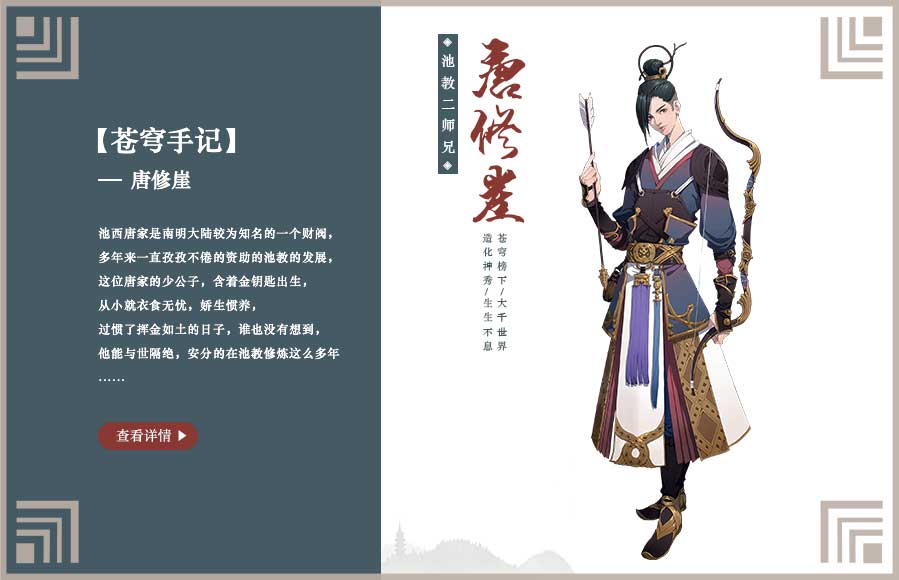 【苍穹手记】
— 唐修崖
池西唐家是南明大陆较为知名的一个财阀，
多年来一直孜孜不倦的资助的池教的发展，
这位唐家的少公子，含着金钥匙出生，
从小就衣食无忧，娇生惯养，
过惯了挥金如土的日子，谁也没有想到，
他能与世隔绝，安分的在池教修炼这么多年
……
查看详情
池教二师兄
唐修崖
苍穹榜下/大千世界
造化神秀/生生不息